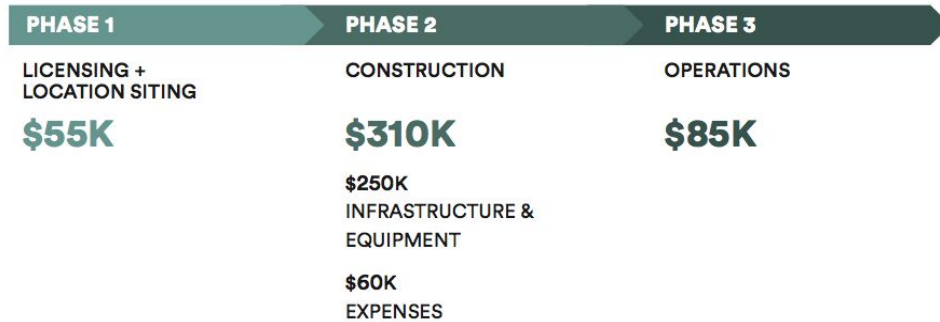 PHASE 1
PHASE 2
PHASE 3
LICENSING +
LOCATION SITING
$55K
CONSTRUCTION
$310K
$250K
INFRASTRUCTURE &
EQUIPMENT
$60K
EXPENSES
OPERATIONS
$85K